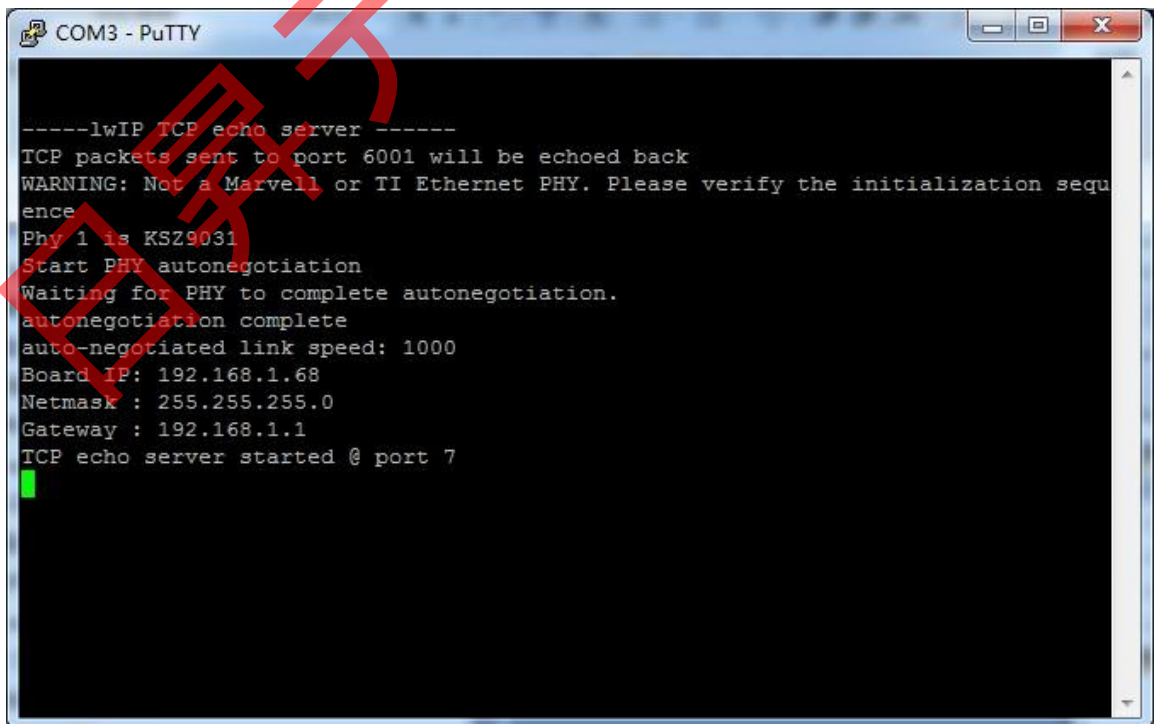 COM3 - PuTTY
-----lwIP TCP echo server ------
TCP packets sent to port 6001 will be echoed back
WARNING: Not a Marvell or TI Ethernet PHY. Please verify the initialization sequ
ence
Phy 1 is KSZ9031
Start PHY autonegotiation
Waiting for PHY to complete autonegotiation.
autonegotiation complete
auto-negotiated link speed: 1000
Board IP: 192.168.1.68
Netmask : 255.255.255.0
Gateway : 192.168.1.1
TCP echo server started @ port 7
日昇